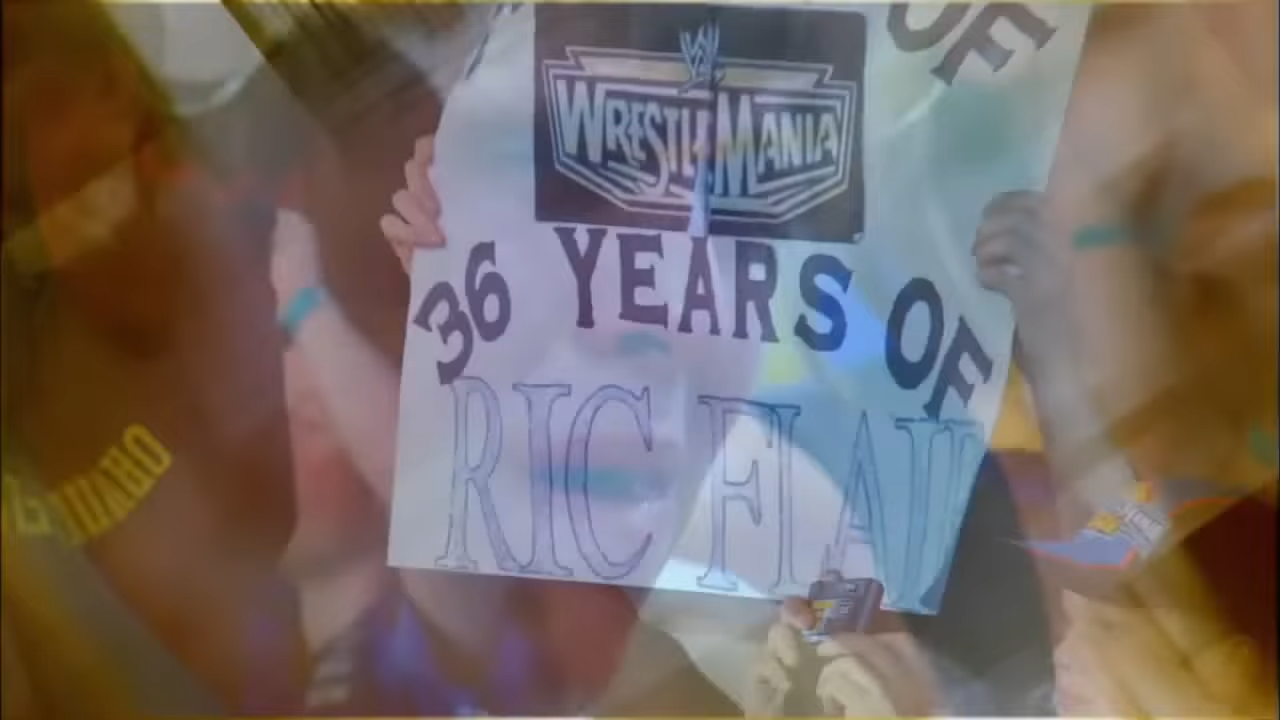 OF
W
WRESTLEMANIA
36 YEARS OF
RIC FLAIR